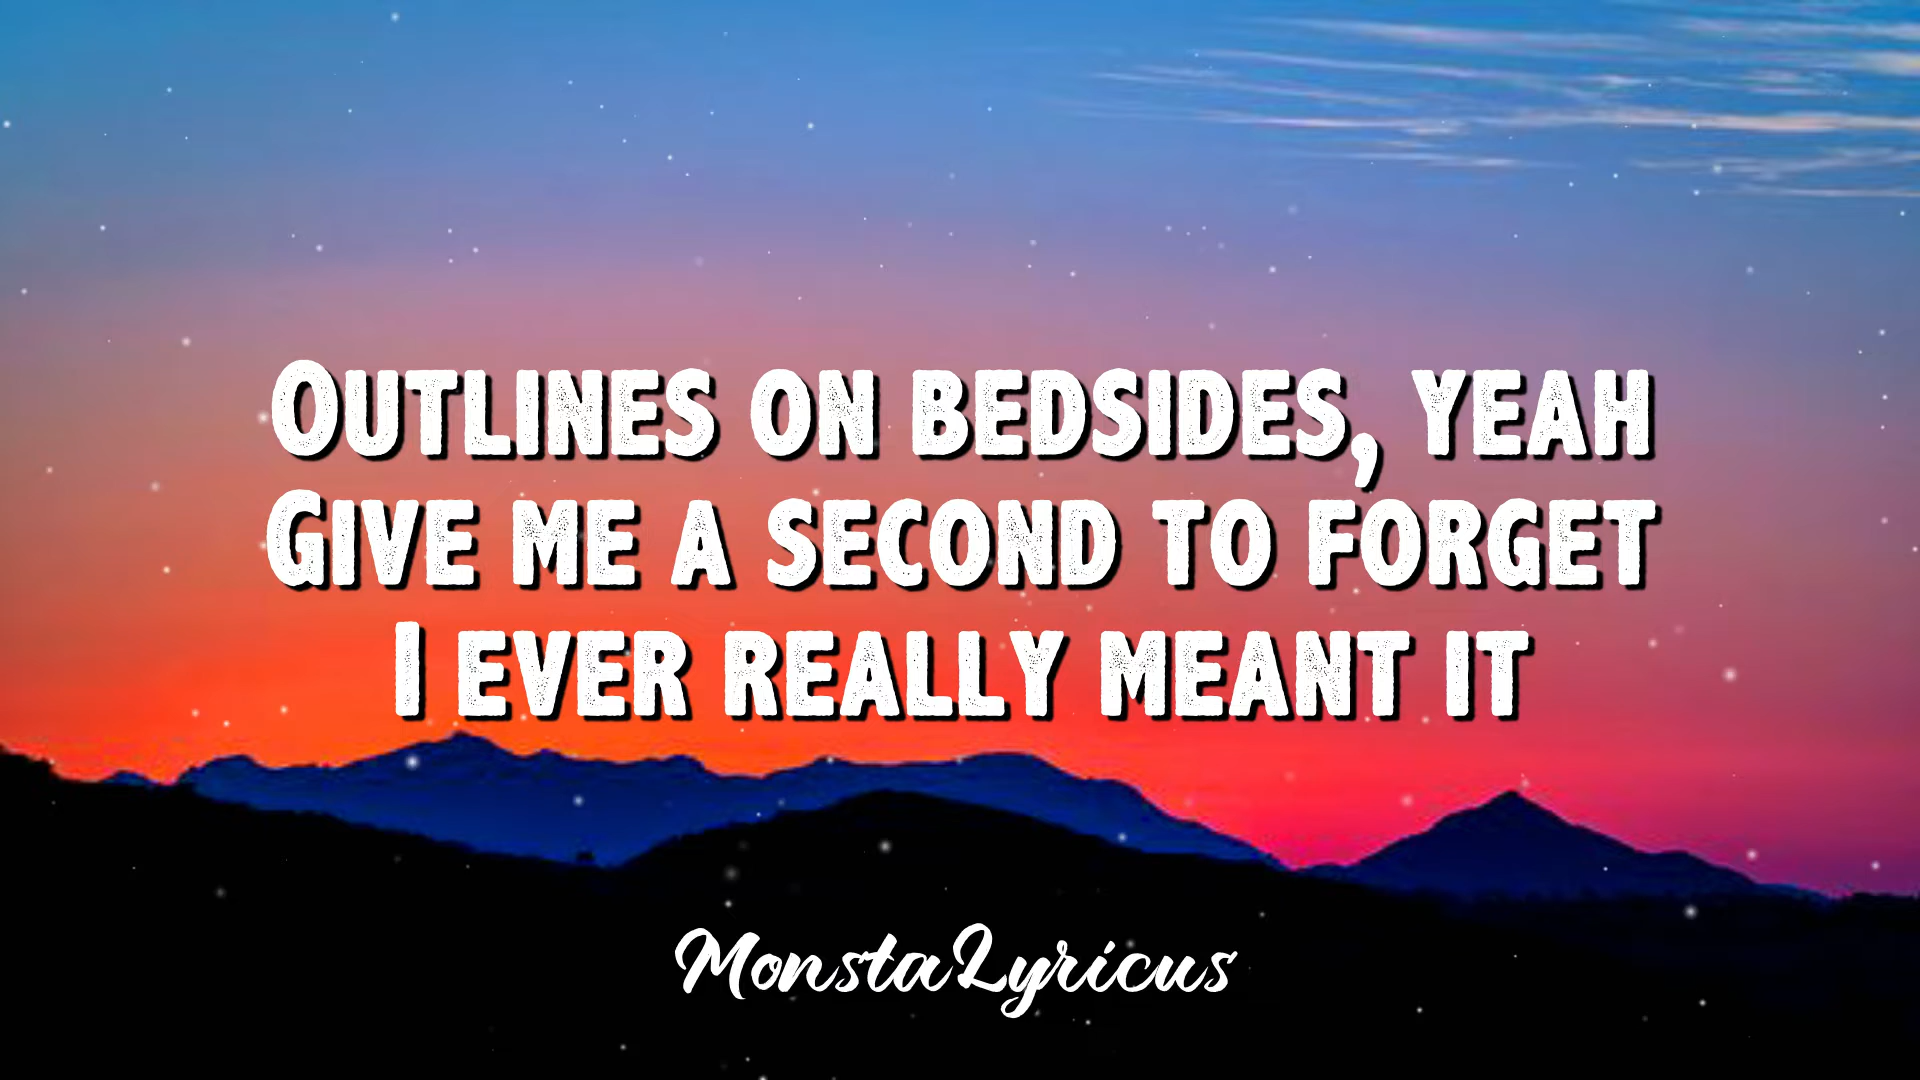 Outlines on bedsides, yeah
Give me a second to forget
I ever really meant it
MonstaLyricus